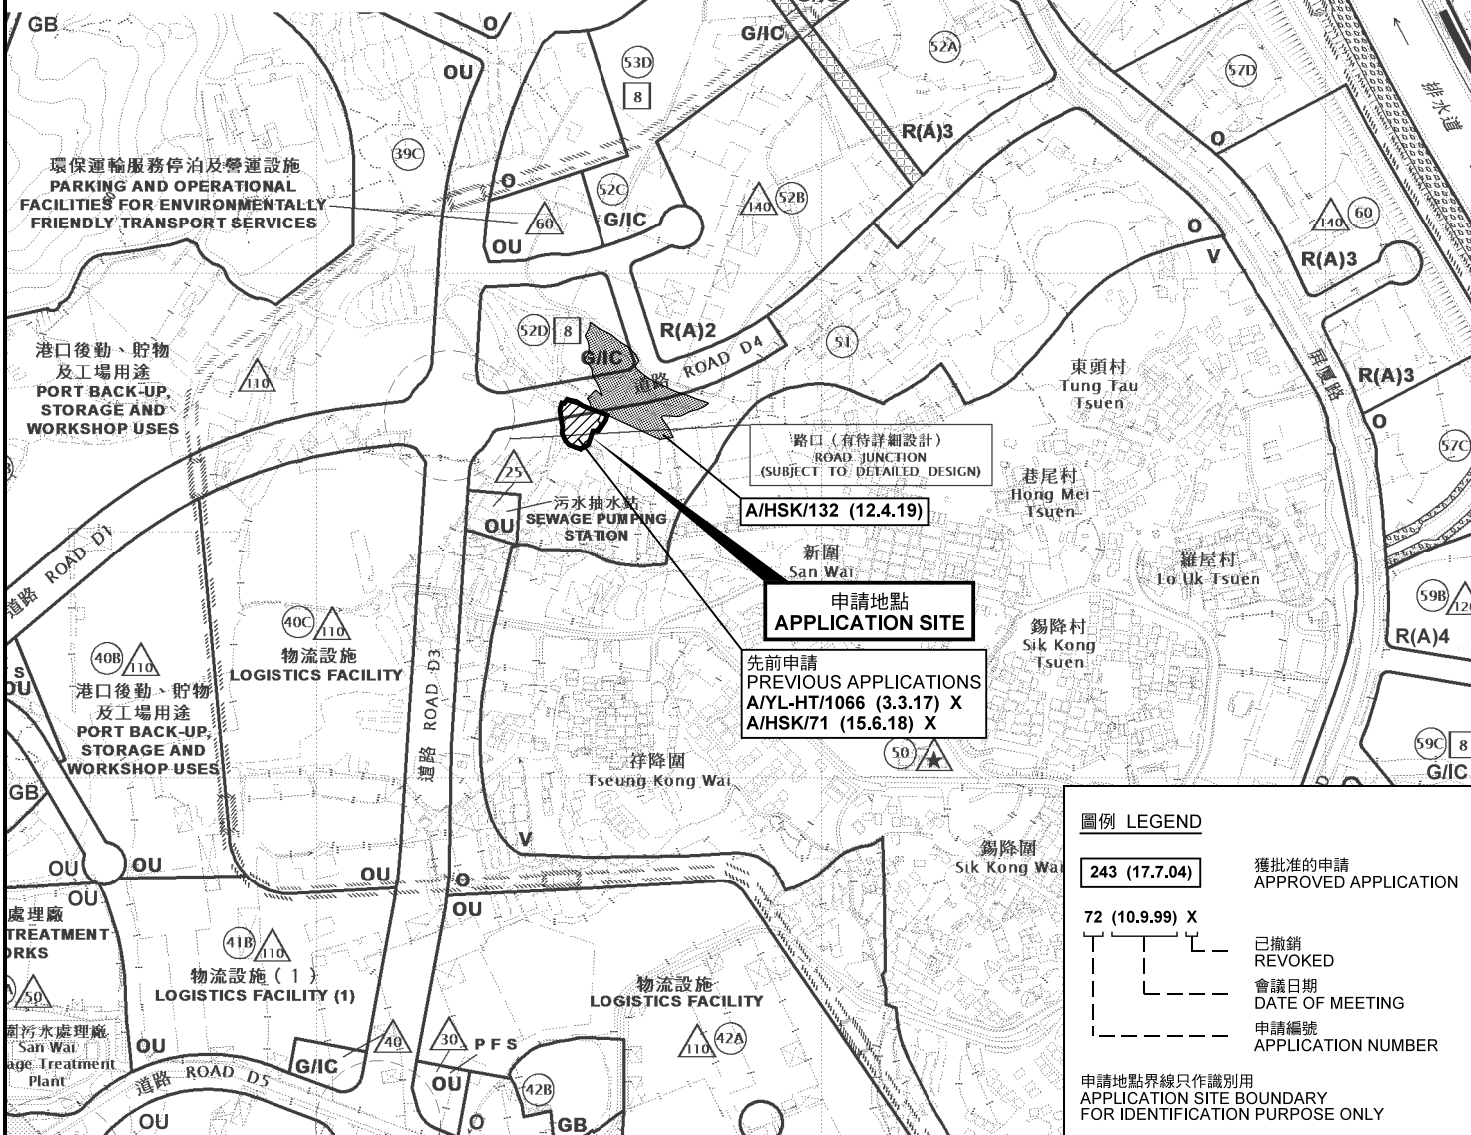 GB
O
OU
53D
8
G/IC
52A
57D
排水道
39C
R(A)3
O
環保運輸服務停泊及營運設施
PARKING AND OPERATIONAL
FACILITIES FOR ENVIRONMENTALLY
FRIENDLY TRANSPORT SERVICES
O
52C
G/IC
60
OU
140
52B
O
V
140
60
R(A)3
52D
8
G/IC
R(A)2
道路 ROAD D4
51
屏廈路
港口後勤、貯物
及工場用途
PORT BACK-UP,
STORAGE AND
WORKSHOP USES
110
東頭村
Tung Tau
Tsuen
R(A)3
O
57C
路口（有待詳細設計）
ROAD JUNCTION
(SUBJECT TO DETAILED DESIGN)
25
污水抽水站
SEWAGE PUMPING
STATION
OU
A/HSK/132 (12.4.19)
巷尾村
Hong Mei
Tsuen
新圍
San Wai
羅屋村
Lo Uk Tsuen
道路 ROAD D1
申請地點
APPLICATION SITE
59B
120
R(A)4
錫降村
Sik Kong
Tsuen
40C
110
物流設施
LOGISTICS FACILITY
40B
110
港口後勤、貯物
及工場用途
PORT BACK-UP,
STORAGE AND
WORKSHOP USES
S
OU
道路 ROAD D3
先前申請
PREVIOUS APPLICATIONS
A/YL-HT/1066 (3.3.17) X
A/HSK/71 (15.6.18) X
50
59C
8
G/IC
祥降圍
Tseung Kong Wai
GB
V
錫降圍
Sik Kong Wai
OU
OU
OU
O
OU
OU
處理廠
TREATMENT
ORKS
50
41B
110
物流設施（1）
LOGISTICS FACILITY (1)
物流設施
LOGISTICS FACILITY
110
42A
圍污水處理廠
San Wai
age Treatment
Plant
OU
道路 ROAD D5
G/IC
40
30
PFS
OU
42B
OU
O
GB
圖例 LEGEND
243 (17.7.04)
獲批准的申請
APPROVED APPLICATION
72 (10.9.99) X
已撤銷
REVOKED
會議日期
DATE OF MEETING
申請編號
APPLICATION NUMBER
申請地點界線只作識別用
APPLICATION SITE BOUNDARY
FOR IDENTIFICATION PURPOSE ONLY